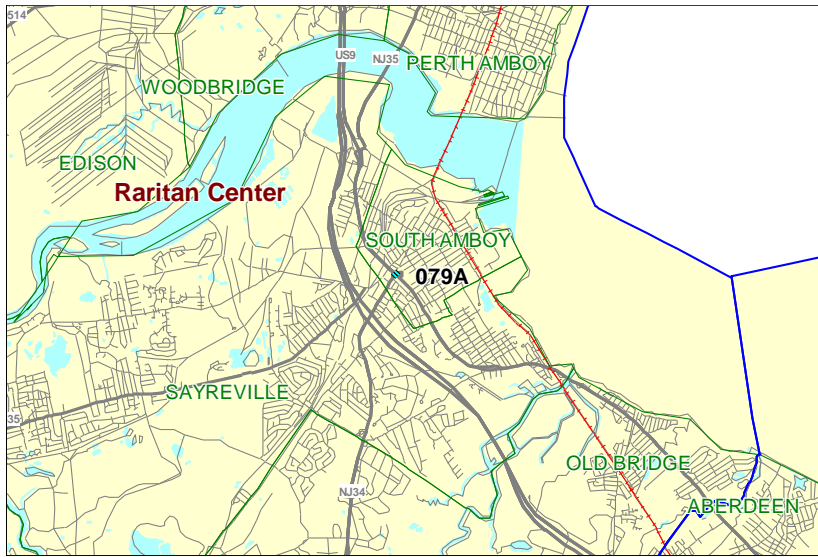 514
US9
NJ35
PERTH AMBOY
WOODBRIDGE
EDISON
Raritan Center
SOUTH AMBOY
079A
SAYREVILLE
35
OLD BRIDGE
NJ34
ABERDEEN